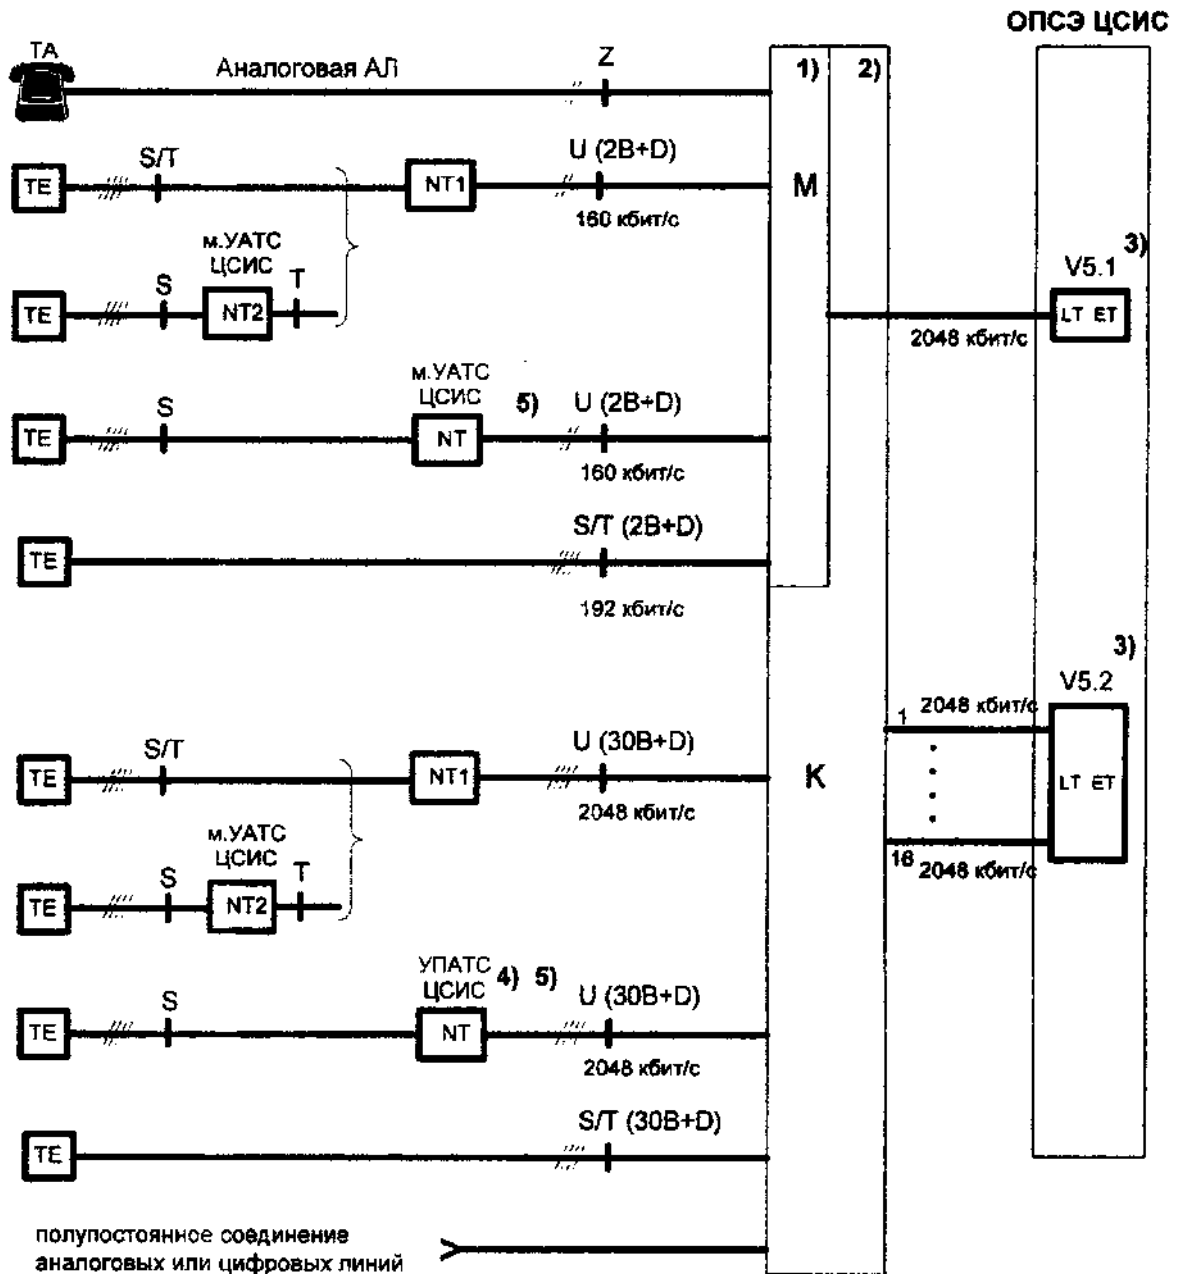 ОПСЭ ЦСИС
ТА
Аналоговая АЛ
Z
1)
2)
TE
S/T
NT1
U (2B+D)
160 кбит/с
М
м.УАТС
ЦСИС
TE
S
NT2
T
3)
V5.1
LT ET
2048 кбит/с
м.УАТС
ЦСИС
TE
S
NT
5)
U (2B+D)
160 кбит/с
TE
S/T (2B+D)
192 кбит/с
3)
V5.2
1
2048 кбит/с
LT ET
16
2048 кбит/с
TE
S/T
NT1
U (30B+D)
2048 кбит/с
К
м.УАТС
ЦСИС
TE
S
NT2
T
УПАТС
ЦСИС
4)
5)
TE
S
NT
U (30B+D)
2048 кбит/с
TE
S/T (30B+D)
полупостоянное соединение
аналоговых или цифровых линий